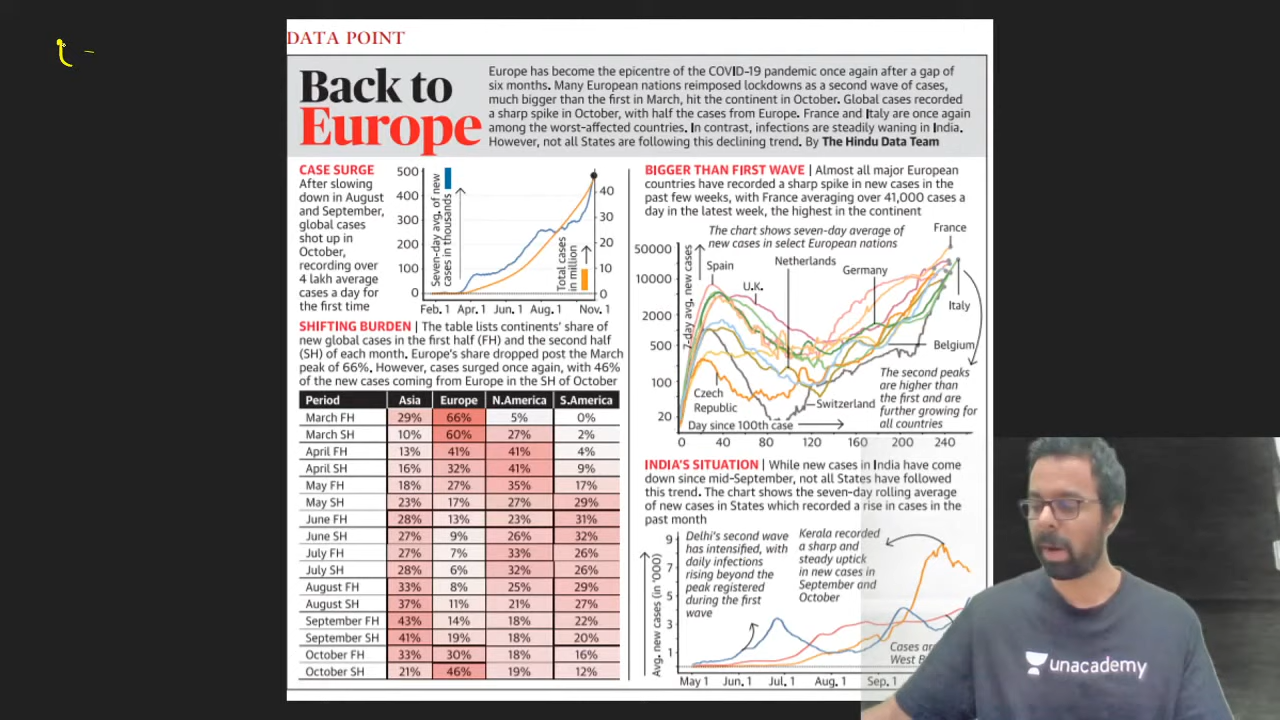 DATA POINT
Back to
Europe
Europe has become the epicentre of the COVID-19 pandemic once again after a gap of
six months. Many European nations reimposed lockdowns as a second wave of cases,
much bigger than the first in March, hit the continent in October. Global cases recorded
a sharp spike in October, with half the cases from Europe. France and Italy are once again
among the worst-affected countries. In contrast, infections are steadily waning in India.
However, not all States are following this declining trend. By The Hindu Data Team
CASE SURGE
After slowing
down in August
and September,
global cases
shot up in
October,
recording over
4 lakh average
cases a day for
the first time
500
400
300
200
100
0
Seven-day avg. of new
cases in thousands
Total cases
in million
40
30
20
10
0
Feb. 1 Apr. 1 Jun. 1 Aug. 1 Nov. 1
SHIFTING BURDEN | The table lists continents' share of
new global cases in the first half (FH) and the second half
(SH) of each month. Europe's share dropped post the March
peak of 66%. However, cases surged once again, with 46%
of the new cases coming from Europe in the SH of October
Period Asia Europe N.America S.America
March FH 29% 66% 5% 0%
March SH 10% 60% 27% 2%
April FH 13% 41% 41% 4%
April SH 16% 32% 41% 9%
May FH 18% 27% 35% 17%
May SH 23% 17% 27% 29%
June FH 28% 13% 23% 31%
June SH 27% 9% 26% 32%
July FH 27% 7% 33% 26%
July SH 28% 6% 32% 26%
August FH 33% 8% 25% 29%
August SH 37% 11% 21% 27%
September FH 43% 14% 18% 22%
September SH 41% 19% 18% 20%
October FH 33% 30% 18% 16%
October SH 21% 46% 19% 12%
BIGGER THAN FIRST WAVE | Almost all major European
countries have recorded a sharp spike in new cases in the
past few weeks, with France averaging over 41,000 cases a
day in the latest week, the highest in the continent
The chart shows seven-day average of
new cases in select European nations
50000
10000
2000
500
100
20
7-day avg. new cases
Spain
U.K.
Netherlands
Germany
France
Italy
Belgium
Switzerland
Czech
Republic
The second peaks
are higher than
the first and are
further growing for
all countries
Day since 100th case
0 40 80 120 160 200 240
INDIA'S SITUATION | While new cases in India have come
down since mid-September, not all States have followed
this trend. The chart shows the seven-day rolling average
of new cases in States which recorded a rise in cases in the
past month
9
7
5
3
1
Avg. new cases (in '000)
Delhi's second wave
has intensified, with
daily infections
rising beyond the
peak registered
during the first
wave
Kerala recorded
a sharp and
steady uptick
in new cases in
September and
October
Cases
West
May 1 Jun. 1 Jul. 1 Aug. 1 Sep. 1
unacademy